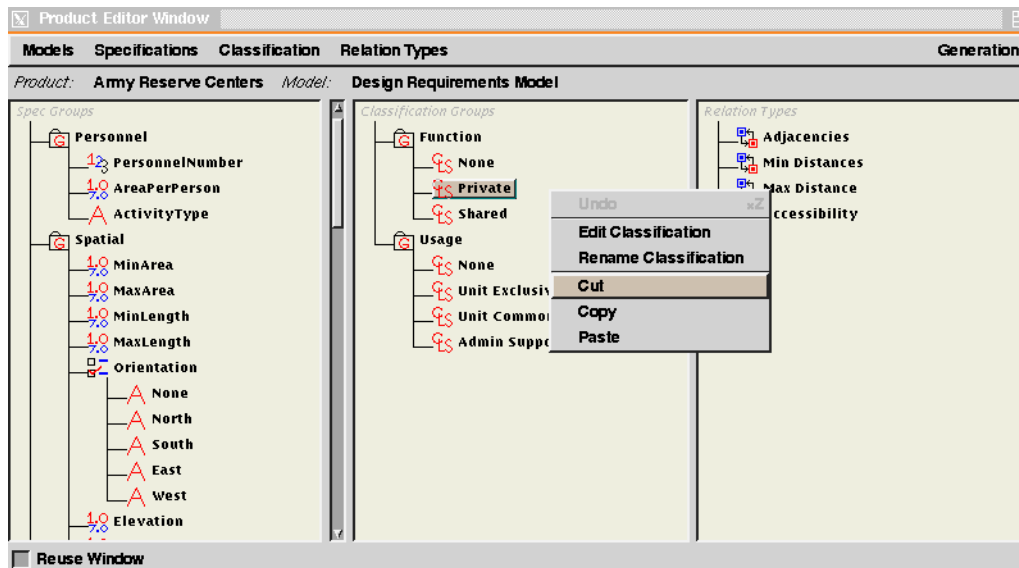 Product Editor Window
Models Specifications Classification Relation Types Generation
Product: Army Reserve Centers Model: Design Requirements Model
Spec Groups
Personnel
PersonnelNumber
AreaPerPerson
ActivityType
Spatial
MinArea
MaxArea
MinLength
MaxLength
Orientation
None
North
South
East
West
Elevation
Classification Groups
Function
None
Private
Shared
Usage
None
Unit Exclusiv
Unit Commo
Admin Supp
Relation Types
Adjacencies
Min Distances
Max Distance
ccessibility
Undo ×Z
Edit Classification
Rename Classification
Cut
Copy
Paste
Reuse Window